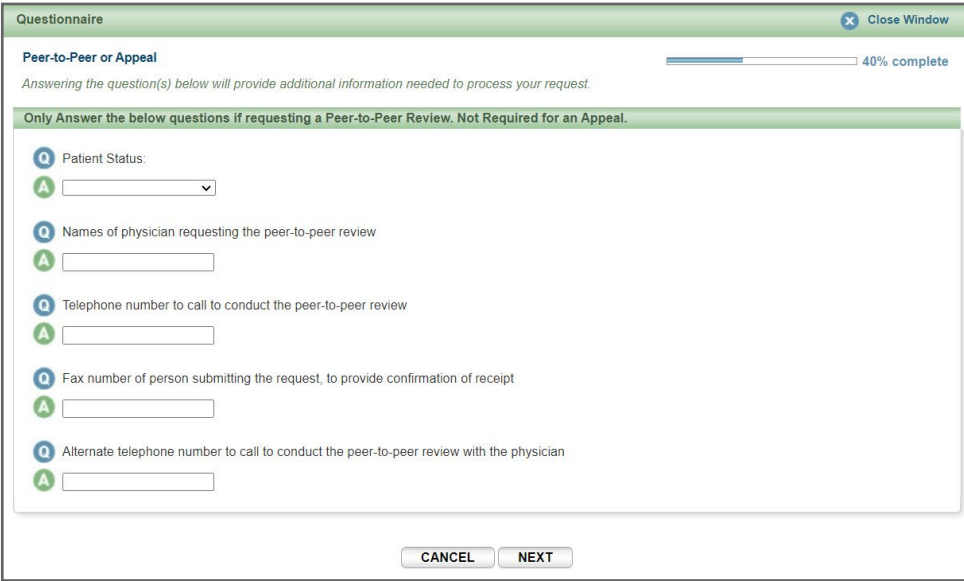 Questionnaire
X Close Window
Peer-to-Peer or Appeal
40% complete
Answering the question(s) below will provide additional information needed to process your request.
Only Answer the below questions if requesting a Peer-to-Peer Review. Not Required for an Appeal.
Q Patient Status:
A
Q Names of physician requesting the peer-to-peer review
A
Q Telephone number to call to conduct the peer-to-peer review
A
Q Fax number of person submitting the request, to provide confirmation of receipt
A
Q Alternate telephone number to call to conduct the peer-to-peer review with the physician
A
CANCEL NEXT